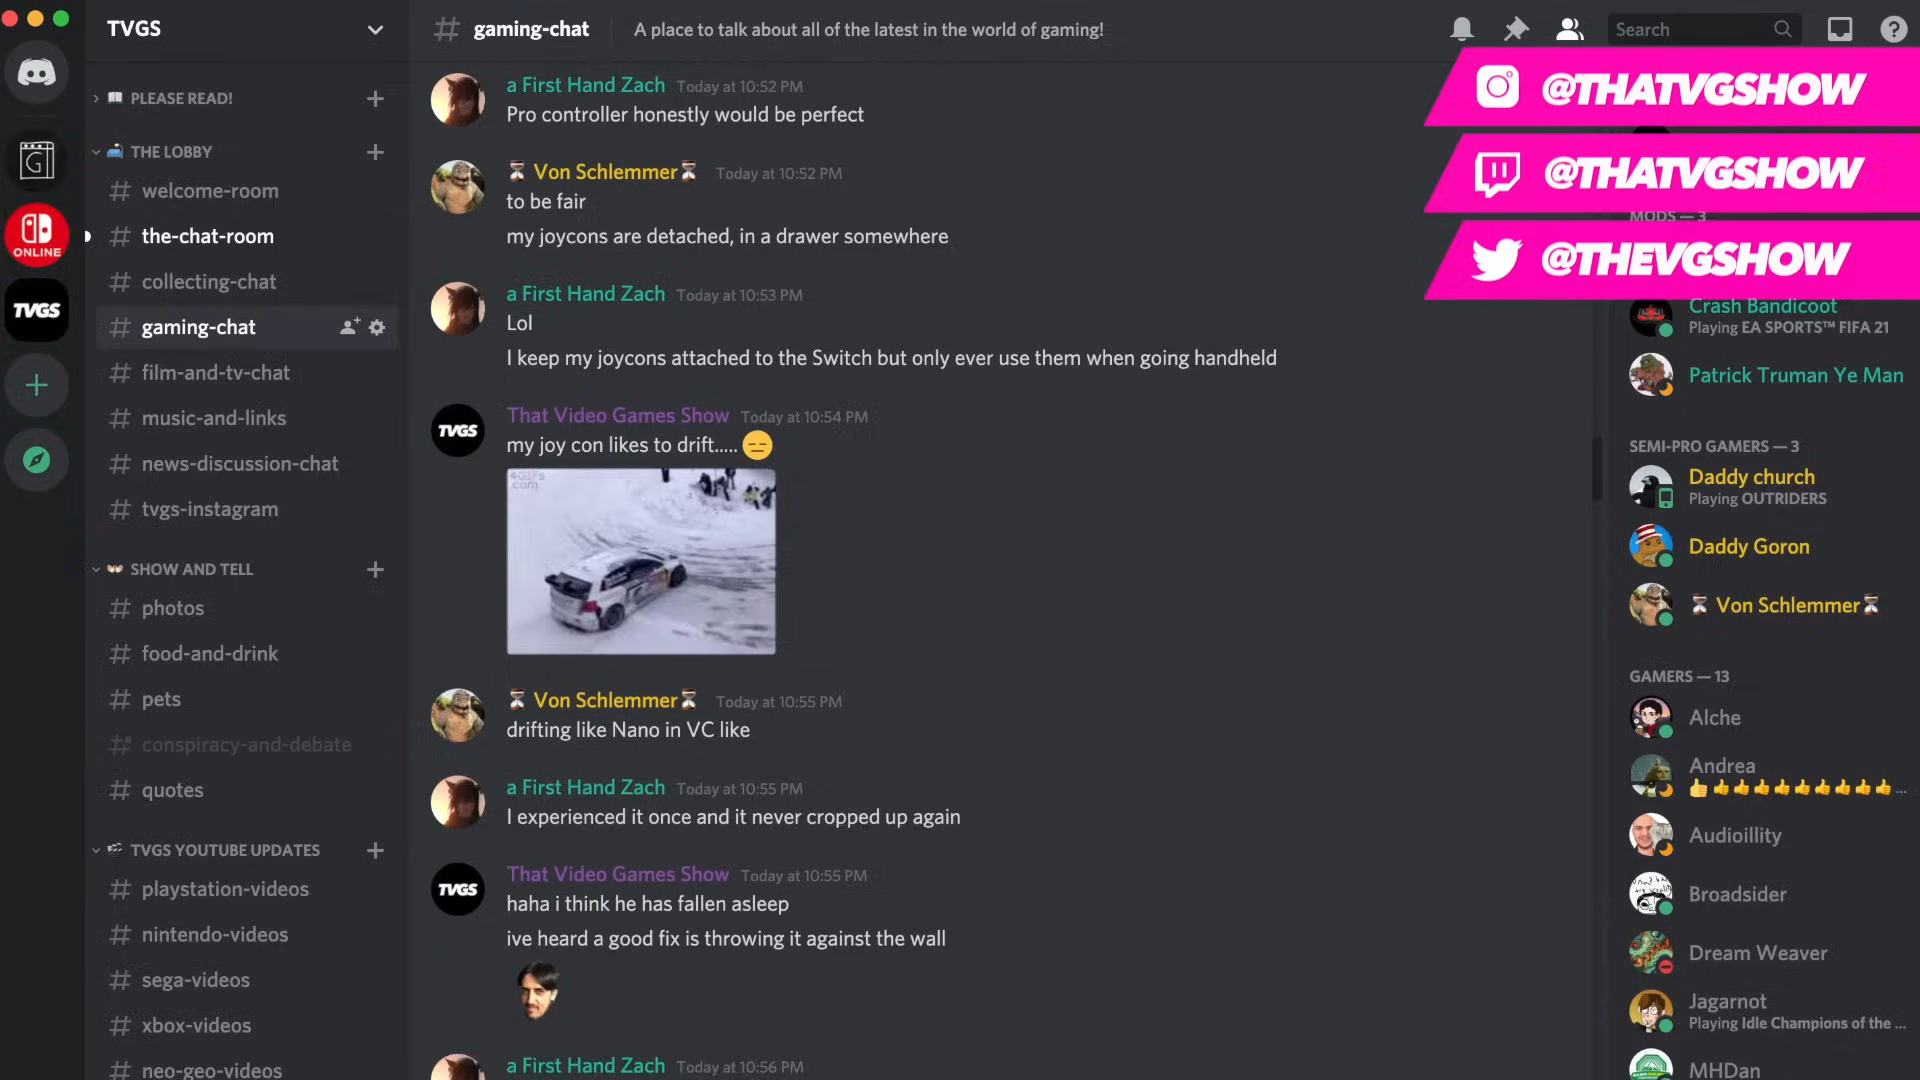 TVGS
PLEASE READ!
THE LOBBY
# welcome-room
# the-chat-room
# collecting-chat
# gaming-chat
# film-and-tv-chat
# music-and-links
# news-discussion-chat
# tvgs-instagram
SHOW AND TELL
# photos
# food-and-drink
# pets
# conspiracy-and-debate
# quotes
TVGS YOUTUBE UPDATES
# playstation-videos
# nintendo-videos
# sega-videos
# xbox-videos
# neo-geo-videos
G
ONLINE
TVGS
# gaming-chat
A place to talk about all of the latest in the world of gaming!
Search
a First Hand Zach Today at 10:52 PM
Pro controller honestly would be perfect
⏳ Von Schlemmer⏳ Today at 10:52 PM
to be fair
my joycons are detached, in a drawer somewhere
a First Hand Zach Today at 10:53 PM
Lol
I keep my joycons attached to the Switch but only ever use them when going handheld
TVGS
That Video Games Show Today at 10:54 PM
my joy con likes to drift..... 😑
4GIFs
.com
⏳ Von Schlemmer⏳ Today at 10:55 PM
drifting like Nano in VC like
a First Hand Zach Today at 10:55 PM
I experienced it once and it never cropped up again
TVGS
That Video Games Show Today at 10:55 PM
haha i think he has fallen asleep
ive heard a good fix is throwing it against the wall
a First Hand Zach Today at 10:56 PM
@THATVGSHOW
@THATVGSHOW
MODS — 3
@THEVGSHOW
Crash Bandicoot
Playing EA SPORTS™ FIFA 21
Patrick Truman Ye Man
SEMI-PRO GAMERS — 3
Daddy church
Playing OUTRIDERS
Daddy Goron
⏳ Von Schlemmer⏳
GAMERS — 13
Alche
Andrea
👍👍👍👍👍👍👍👍👍👍...
Audioillity
Broadsider
Dream Weaver
Jagarnot
Playing Idle Champions of the ...
MHDan